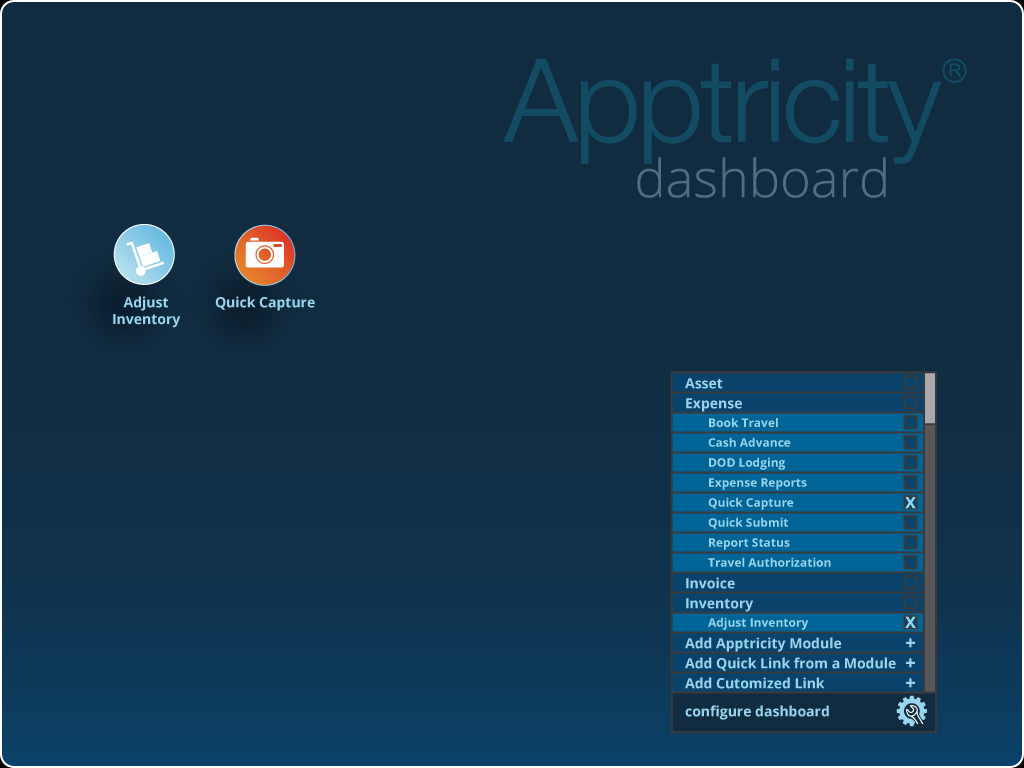 Apptricity®
dashboard
Adjust
Inventory
Quick Capture
Asset
Expense
Book Travel
Cash Advance
DOD Lodging
Expense Reports
Quick Capture X
Quick Submit
Report Status
Travel Authorization
Invoice
Inventory
Adjust Inventory X
Add Apptricity Module +
Add Quick Link from a Module +
Add Cutomized Link +
configure dashboard